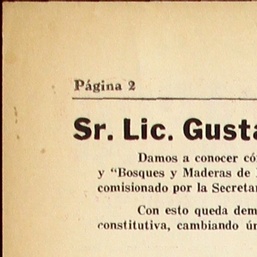 Página 2
Sr. Lic. Gusta
Damos a conocer có
y "Bosques y Maderas de
comisionado por la Secretar
Con esto queda dem
constitutiva, cambiando ún